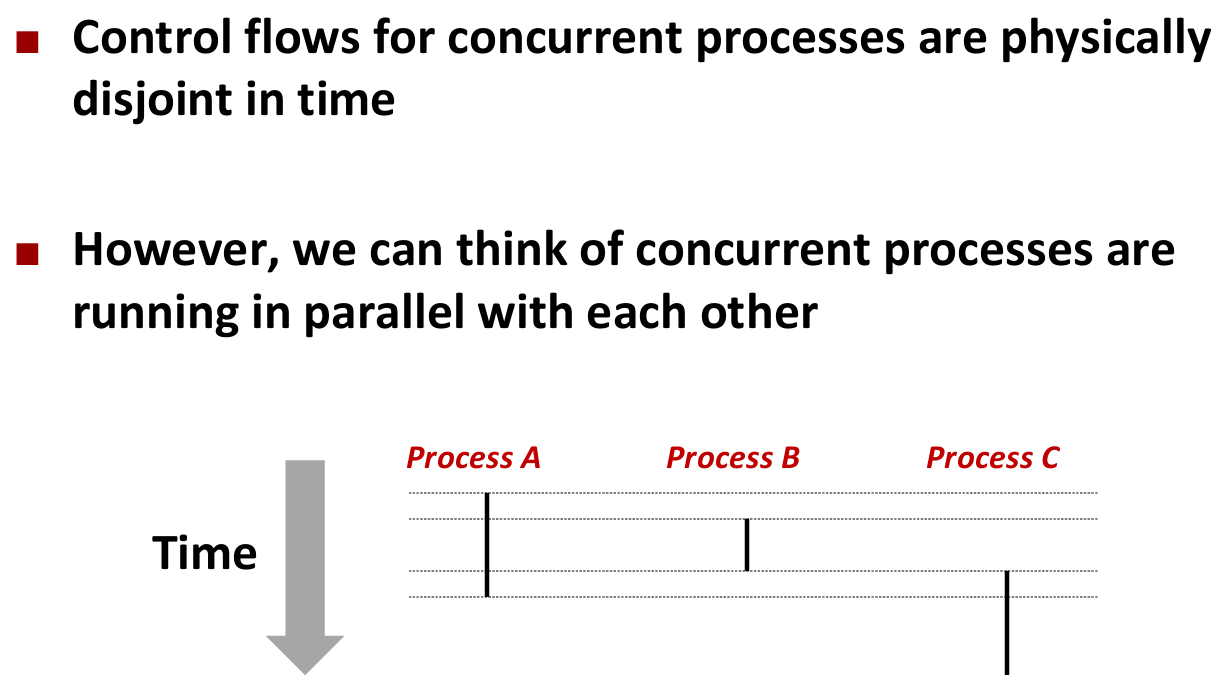 Control flows for concurrent processes are physically
disjoint in time
However, we can think of concurrent processes are
running in parallel with each other
Process A Process B Process C
Time